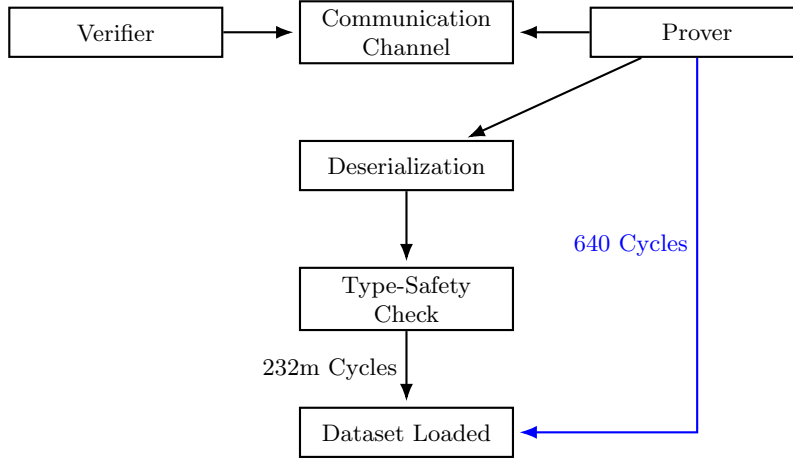 Verifier
Communication
Channel
Prover
Deserialization
640 Cycles
Type-Safety
Check
232m Cycles
Dataset Loaded